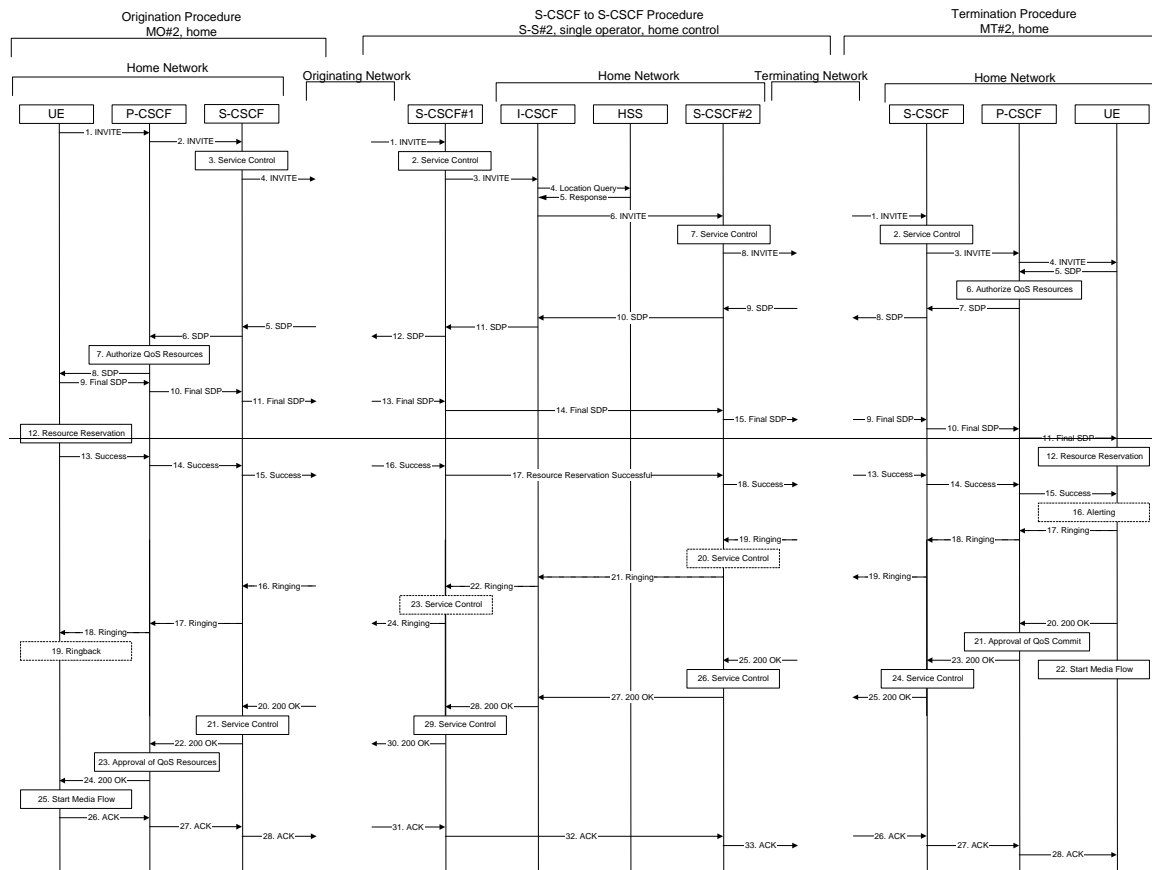 Origination Procedure
MO#2, home
S-CSCF to S-CSCF Procedure
S-S#2, single operator, home control
Termination Procedure
MT#2, home
Home Network
Originating Network
Home Network
Terminating Network
Home Network
UE
P-CSCF
S-CSCF
S-CSCF#1
I-CSCF
HSS
S-CSCF#2
S-CSCF
P-CSCF
UE
1. INVITE
2. INVITE
3. Service Control
4. INVITE
5. SDP
6. SDP
7. Authorize QoS Resources
8. SDP
9. Final SDP
10. Final SDP
11. Final SDP
12. Resource Reservation
13. Success
14. Success
15. Success
16. Ringing
17. Ringing
18. Ringing
19. Ringback
20. 200 OK
21. Service Control
22. 200 OK
23. Approval of QoS Resources
24. 200 OK
25. Start Media Flow
26. ACK
27. ACK
28. ACK
1. INVITE
2. Service Control
3. INVITE
4. Location Query
5. Response
6. INVITE
7. Service Control
8. INVITE
9. SDP
10. SDP
11. SDP
12. SDP
13. Final SDP
14. Final SDP
15. Final SDP
16. Success
17. Resource Reservation Successful
18. Success
19. Ringing
20. Service Control
21. Ringing
22. Ringing
23. Service Control
24. Ringing
25. 200 OK
26. Service Control
27. 200 OK
28. 200 OK
29. Service Control
30. 200 OK
31. ACK
32. ACK
33. ACK
1. INVITE
2. Service Control
3. INVITE
4. INVITE
5. SDP
6. Authorize QoS Resources
7. SDP
8. SDP
9. Final SDP
10. Final SDP
11. Final SDP
12. Resource Reservation
13. Success
14. Success
15. Success
16. Alerting
17. Ringing
18. Ringing
19. Ringing
20. 200 OK
21. Approval of QoS Commit
22. Start Media Flow
23. 200 OK
24. Service Control
25. 200 OK
26. ACK
27. ACK
28. ACK